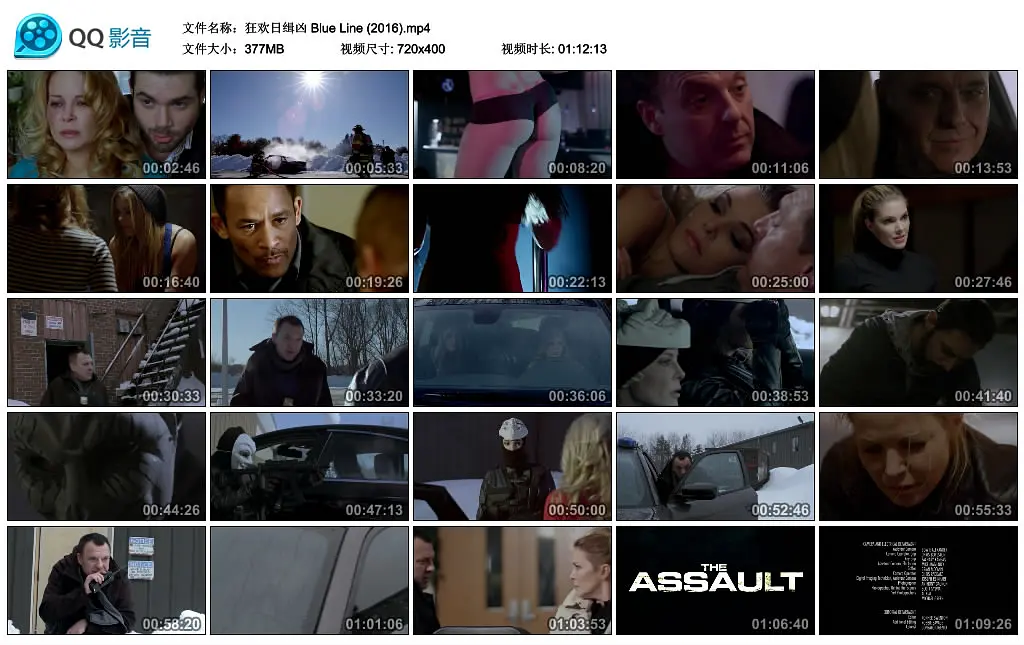 QQ 影音
文件名称: 狂欢日缉凶 Blue Line (2016).mp4
文件大小: 377MB 视频尺寸: 720x400 视频时长: 01:12:13
00:02:46 00:05:33 00:08:20 00:11:06 00:13:53
00:16:40 00:19:26 00:22:13 00:25:00 00:27:46
00:30:33 00:33:20 00:36:06 00:38:53 00:41:40
00:44:26 00:47:13 00:50:00 00:52:46 00:55:33
NOTICE
NOTICE
THE
ASSAULT
00:58:20 01:01:06 01:03:53 01:06:40 01:09:26